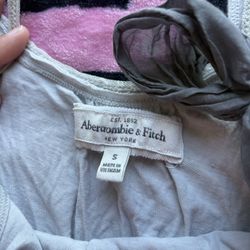 EST. 1892
Abercrombie & Fitch
NEW YORK
S
MADE IN
VIETNAM